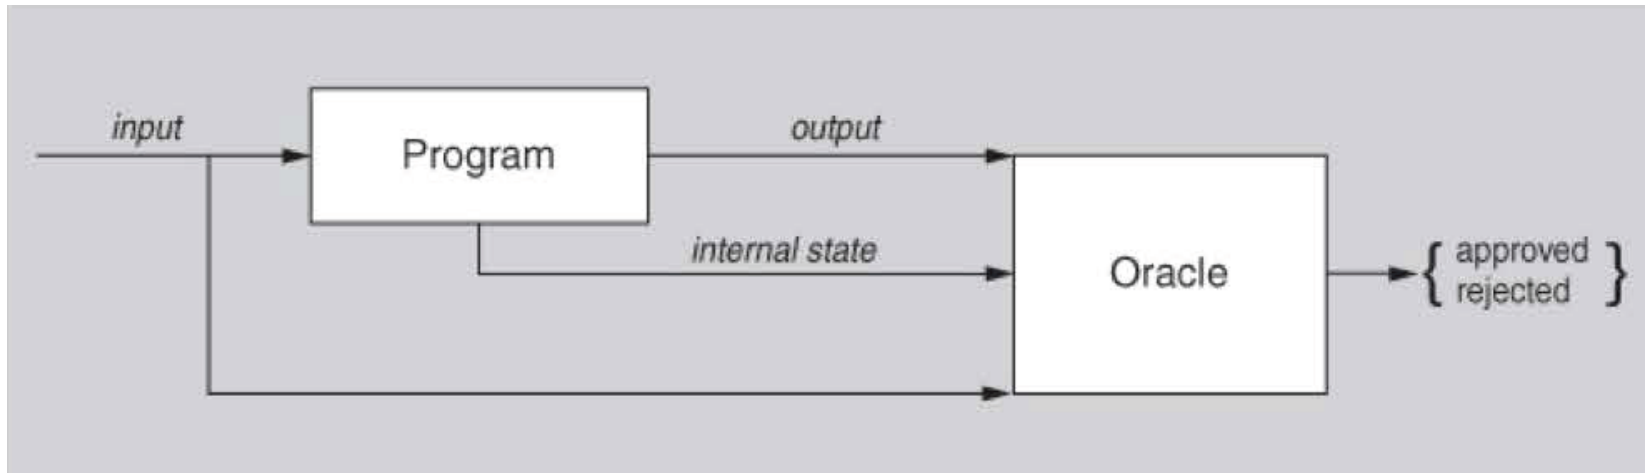 input
Program
output
internal state
Oracle
{ approved }
rejected